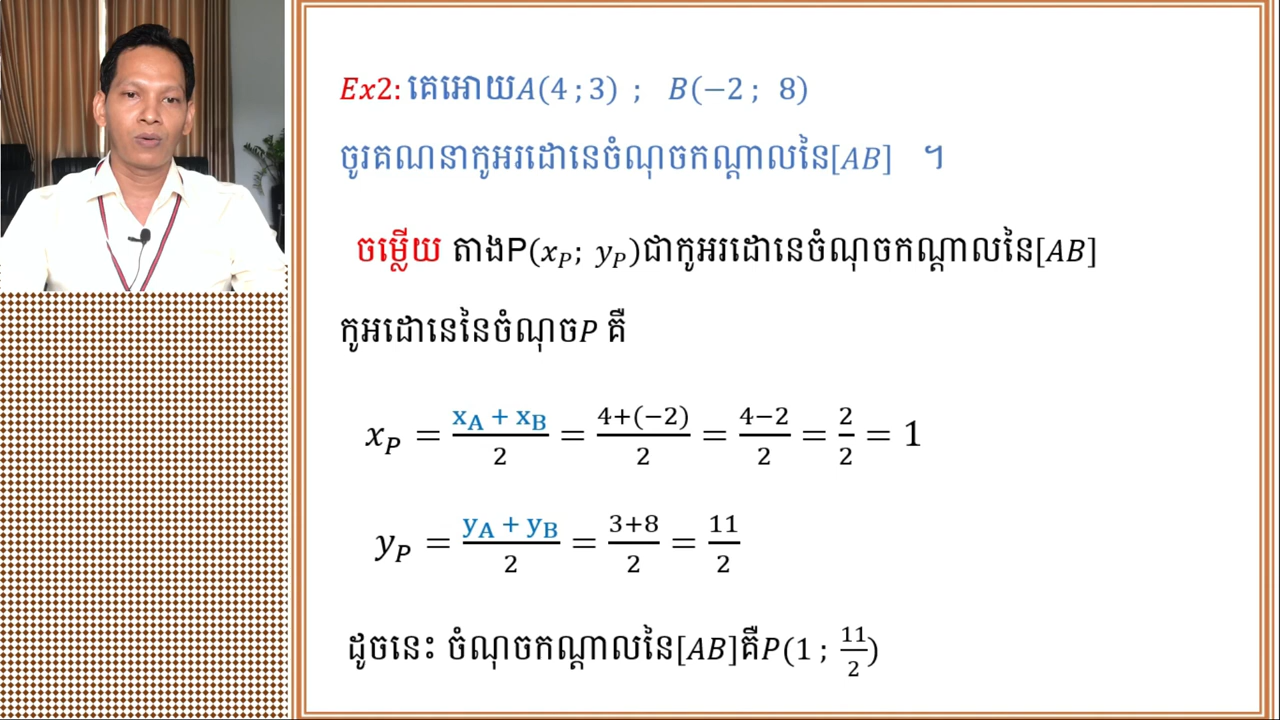 Ex2: គេអោយA(4 ; 3) ; B(−2 ; 8)
ចូរគណនាកូអរដោនេចំណុចកណ្តាលនៃ[AB] ។
ចម្លើយ តាងP(x_P; y_P)ជាកូអរដោនេចំណុចកណ្តាលនៃ[AB]
កូអដោនេនៃចំណុចP គឺ
x_P = (x_A + x_B)/2 = (4+(−2))/2 = (4−2)/2 = 2/2 = 1
y_P = (y_A + y_B)/2 = (3+8)/2 = 11/2
ដូចនេះ ចំណុចកណ្តាលនៃ[AB]គឺP(1 ; 11/2)